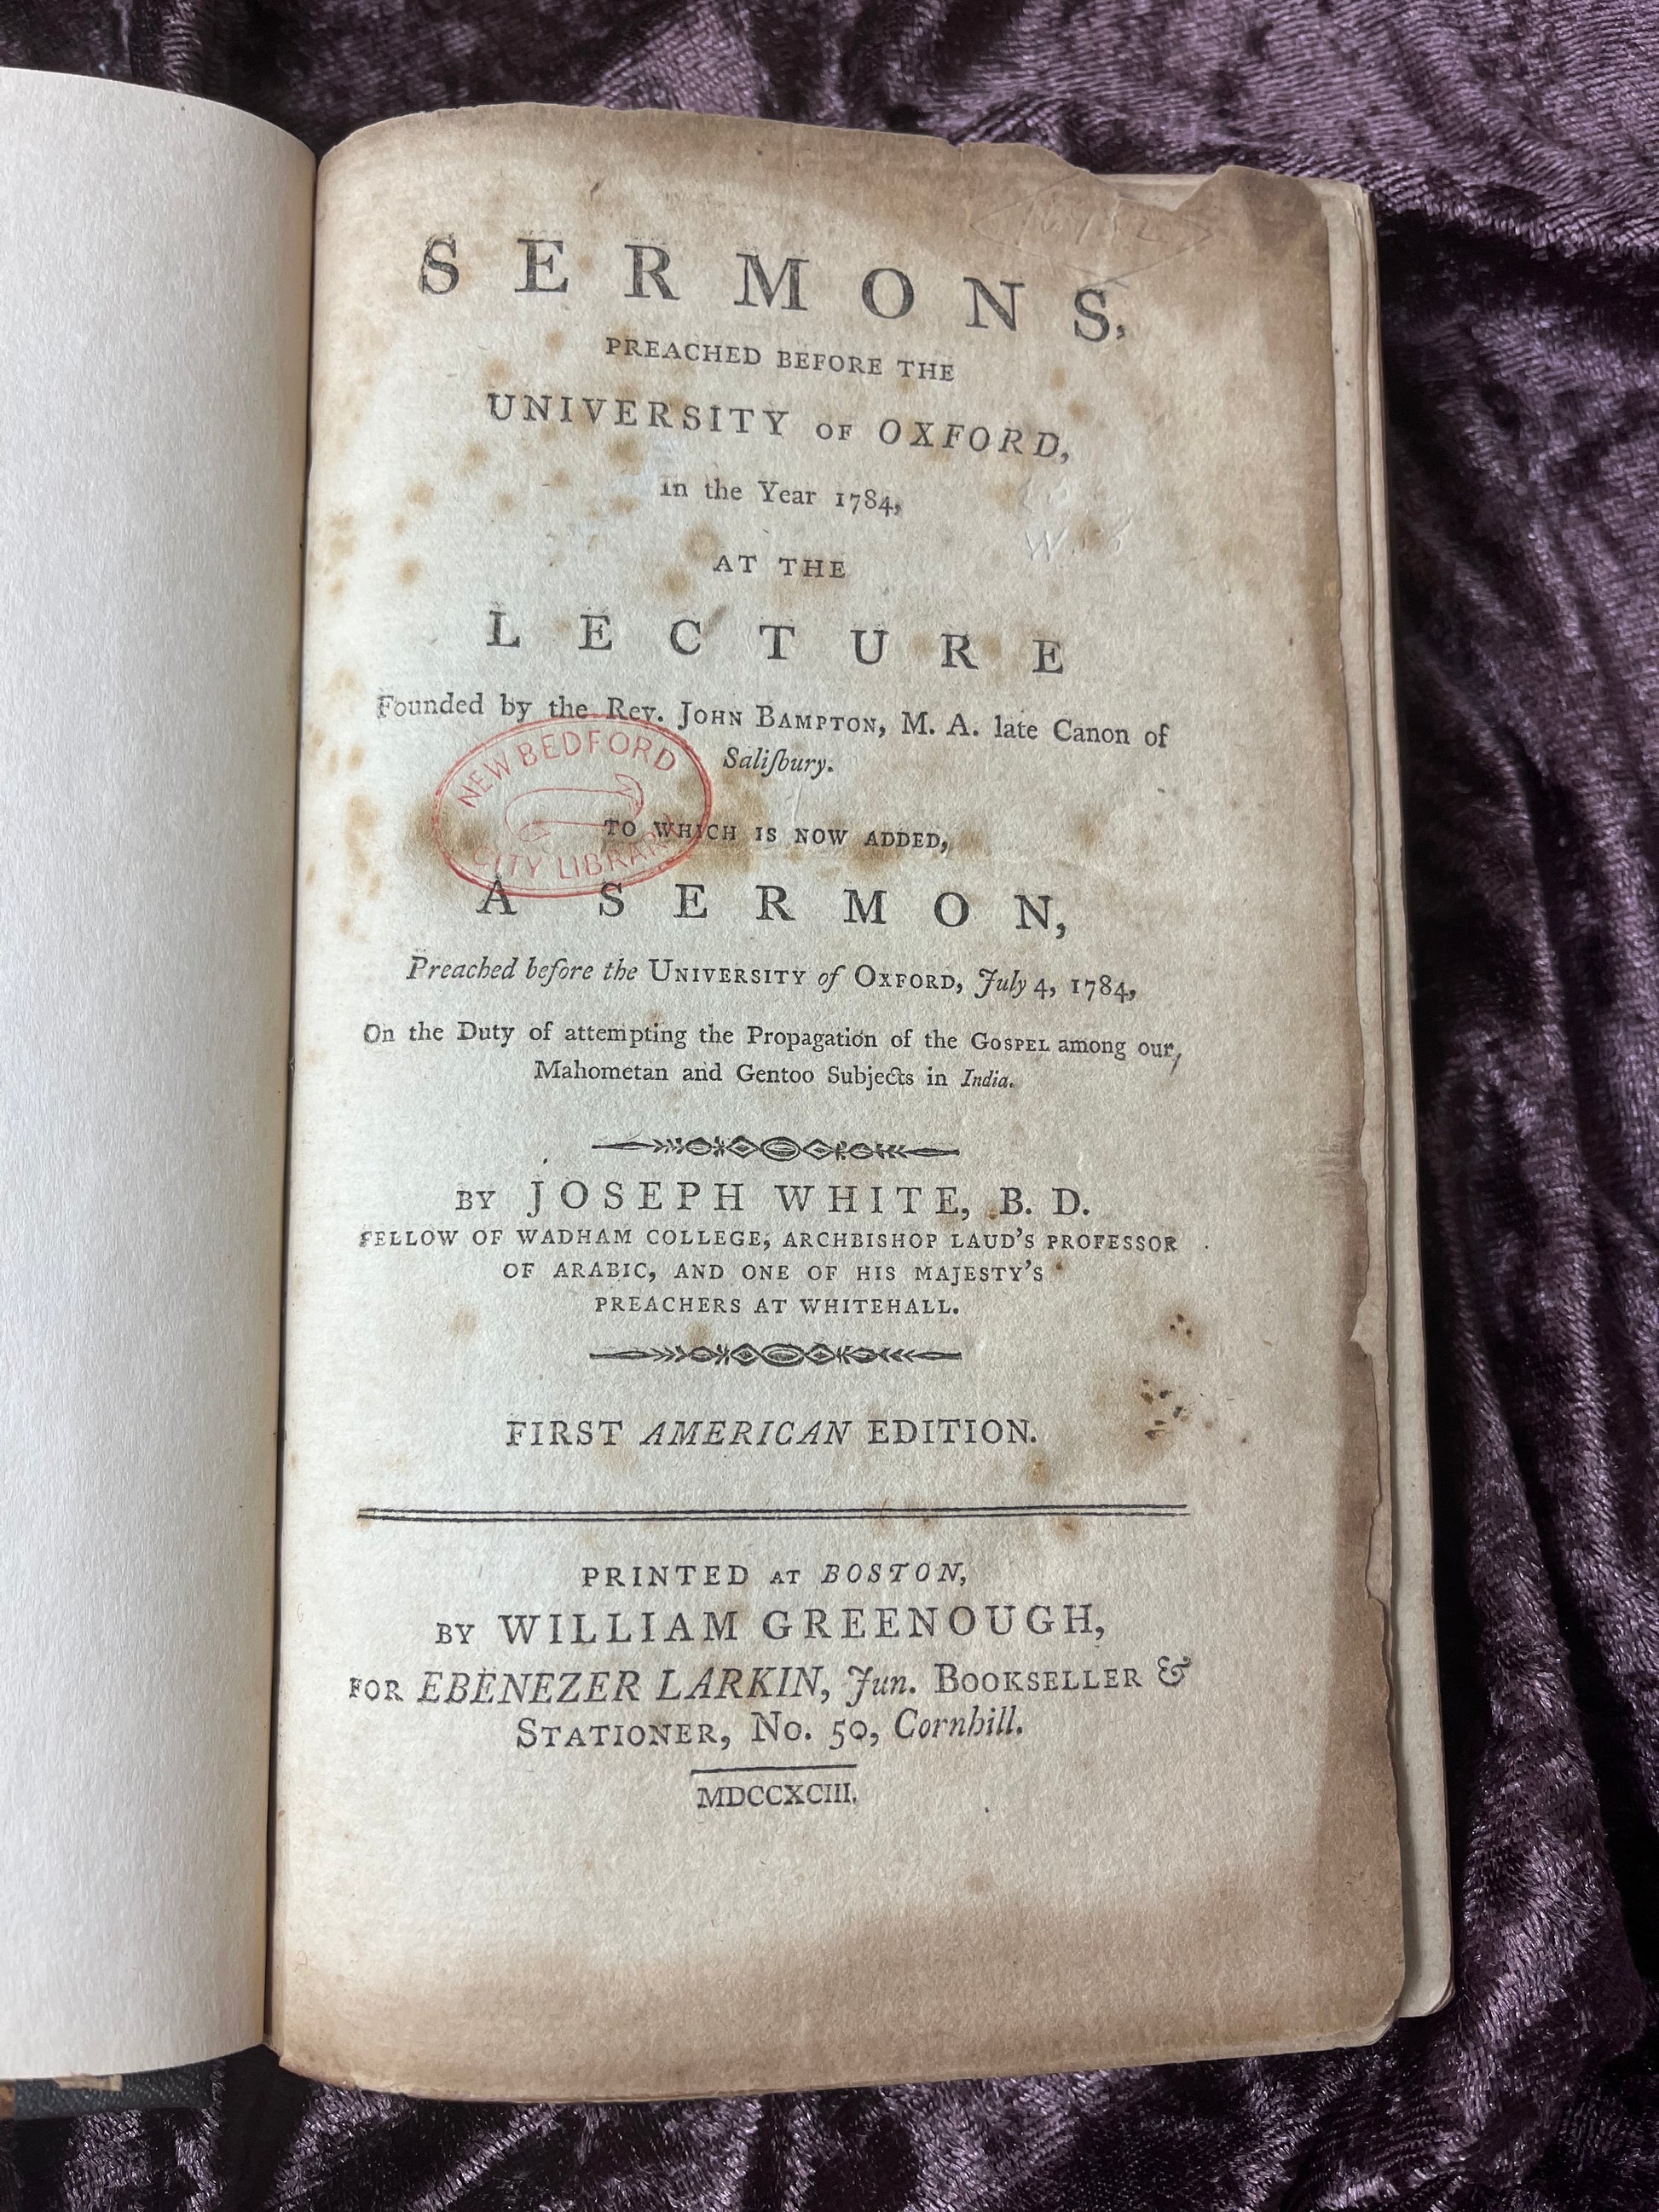 SERMONS,
PREACHED BEFORE THE
UNIVERSITY OF OXFORD,
In the Year 1784,
AT THE
LECTURE
Founded by the Rev. JOHN BAMPTON, M. A. late Canon of
Saliſbury.
NEW BEDFORD
CITY LIBRARY
TO WHICH IS NOW ADDED,
A SERMON,
Preached before the UNIVERSITY of OXFORD, July 4, 1784,
On the Duty of attempting the Propagation of the GOSPEL among our
Mahometan and Gentoo Subjects in India.
BY JOSEPH WHITE, B. D.
FELLOW OF WADHAM COLLEGE, ARCHBISHOP LAUD'S PROFESSOR
OF ARABIC, AND ONE OF HIS MAJESTY'S
PREACHERS AT WHITEHALL.
FIRST AMERICAN EDITION.
PRINTED AT BOSTON,
BY WILLIAM GREENOUGH,
FOR EBENEZER LARKIN, Jun. BOOKSELLER &
STATIONER, No. 50, Cornhill.
MDCCXCIII.